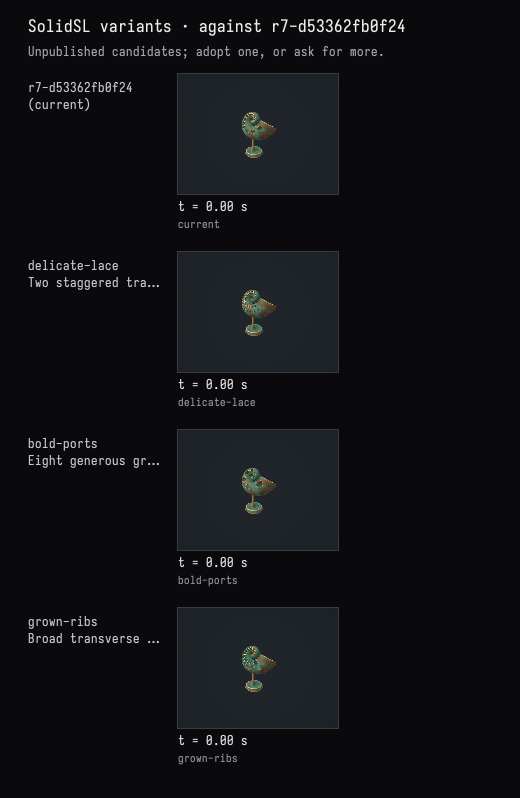 SolidSL variants · against r7-d53362fb0f24
Unpublished candidates; adopt one, or ask for more.
r7-d53362fb0f24
(current)
t = 0.00 s
current
delicate-lace
Two staggered tra...
t = 0.00 s
delicate-lace
bold-ports
Eight generous gr...
t = 0.00 s
bold-ports
grown-ribs
Broad transverse ...
t = 0.00 s
grown-ribs